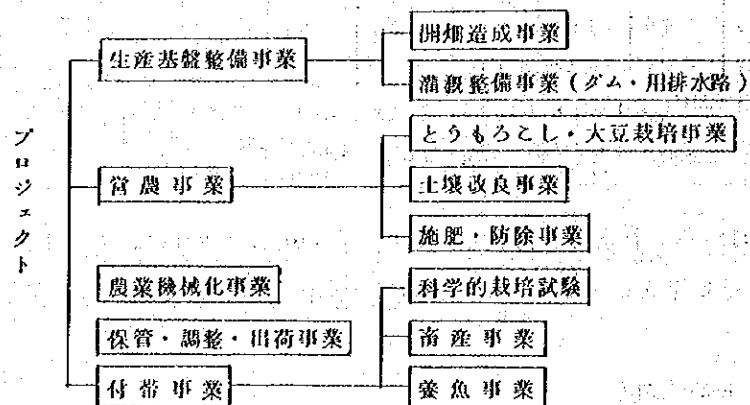 プロジェクト
生産基盤整備事業
開畑造成事業
灌漑整備事業(ダム・用排水路)
営農事業
とうもろこし・大豆栽培事業
土壌改良事業
施肥・防除事業
農業機械化事業
保管・調整・出荷事業
付帯事業
科学的栽培試験
畜産事業
養魚事業